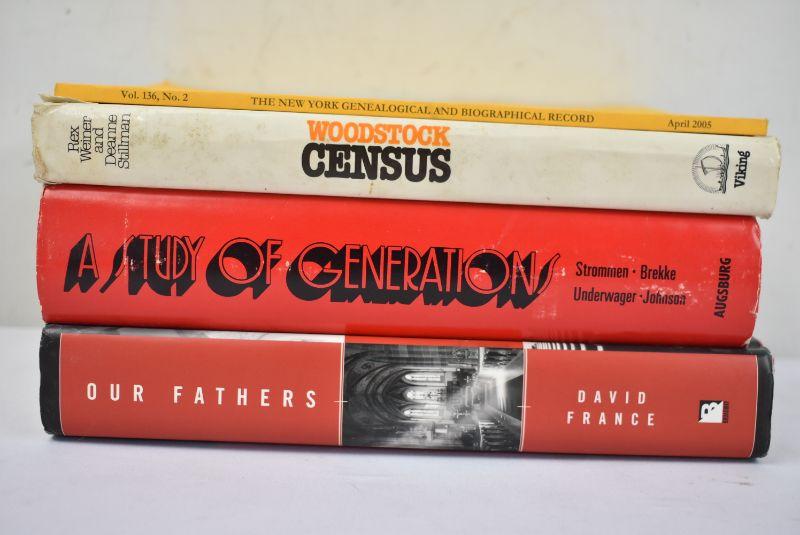 Vol. 136, No. 2 THE NEW YORK GENEALOGICAL AND BIOGRAPHICAL RECORD April 2005
Rex
Weiner
and
Deanne
Stillman
WOODSTOCK
CENSUS
Viking
A STUDY OF GENERATIONS
Strommen · Brekke
Underwager · Johnson
AUGSBURG
OUR FATHERS
DAVID
FRANCE